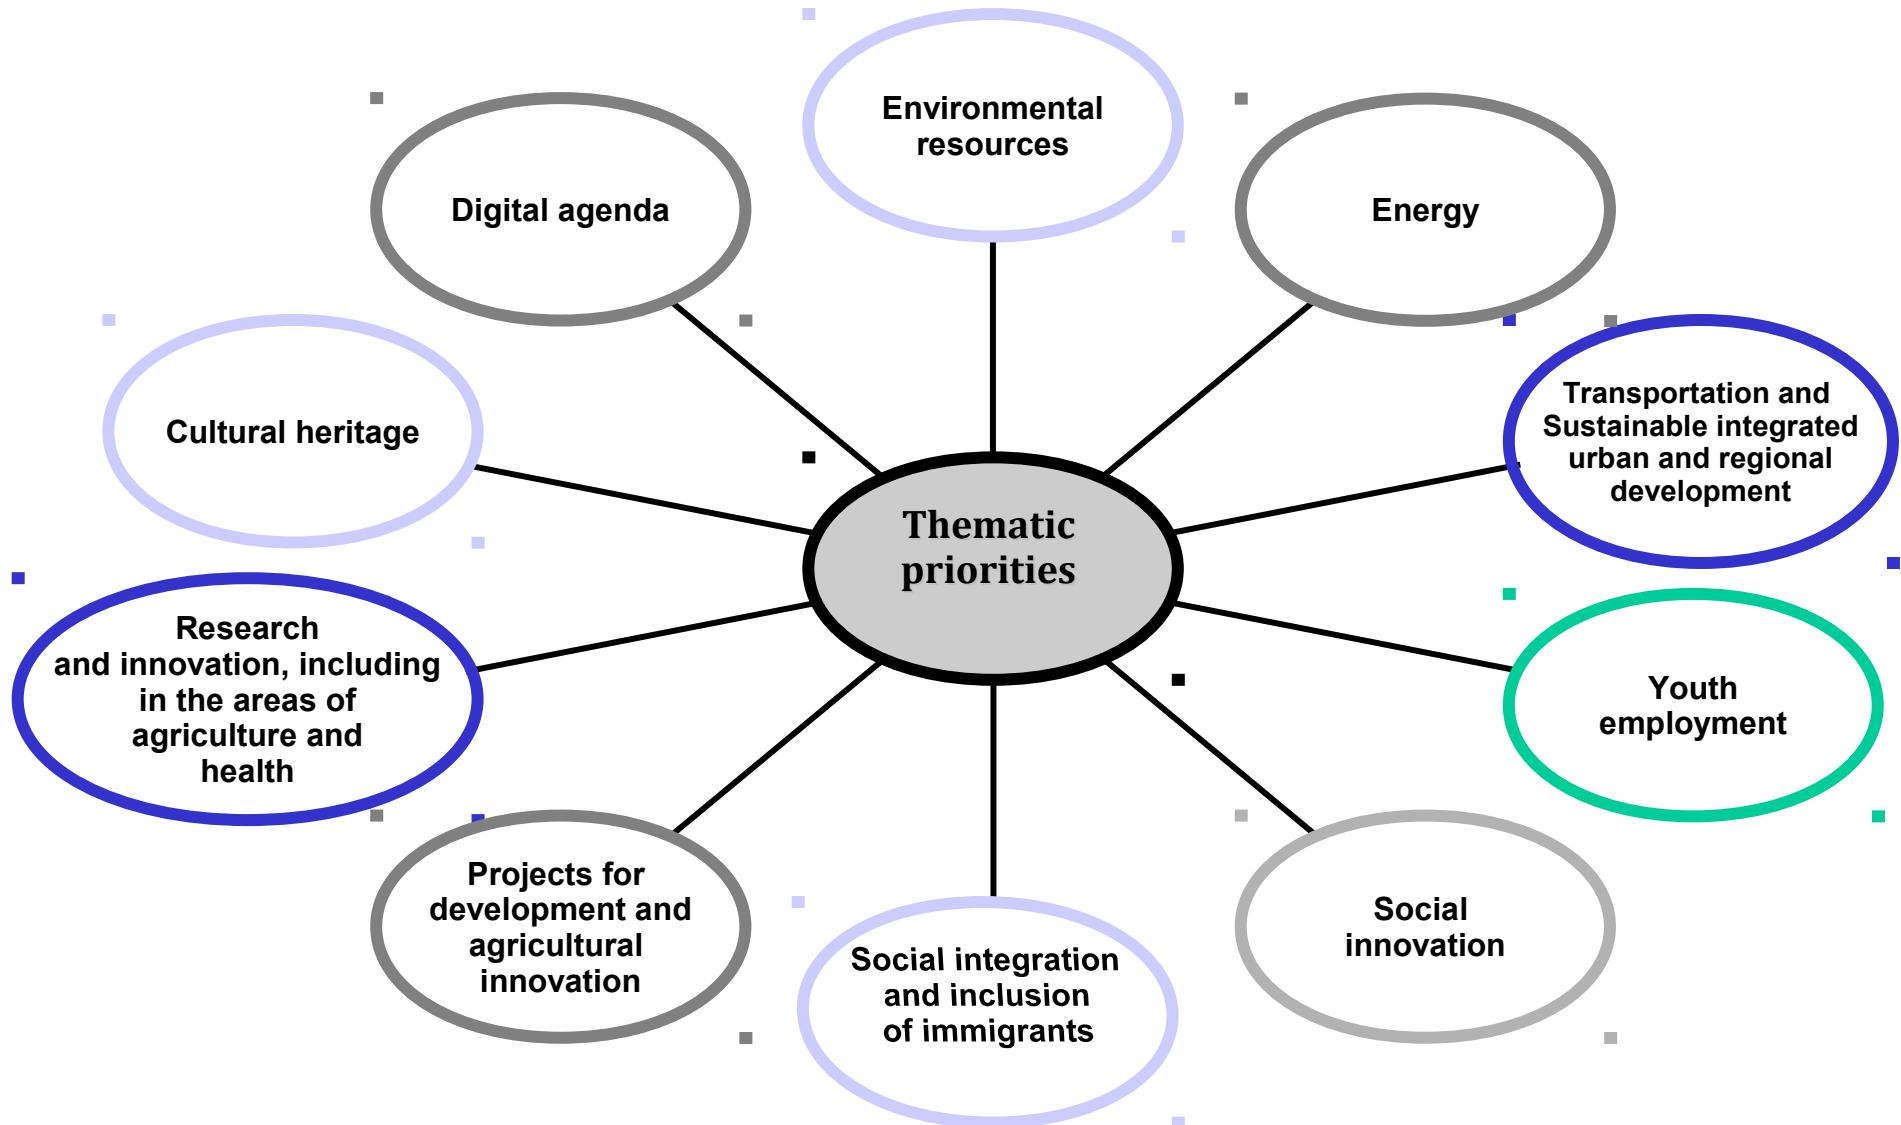 Environmental
resources
Digital agenda
Energy
Cultural heritage
Transportation and
Sustainable integrated
urban and regional
development
Thematic
priorities
Research
and innovation, including
in the areas of
agriculture and
health
Youth
employment
Projects for
development and
agricultural
innovation
Social integration
and inclusion
of immigrants
Social
innovation